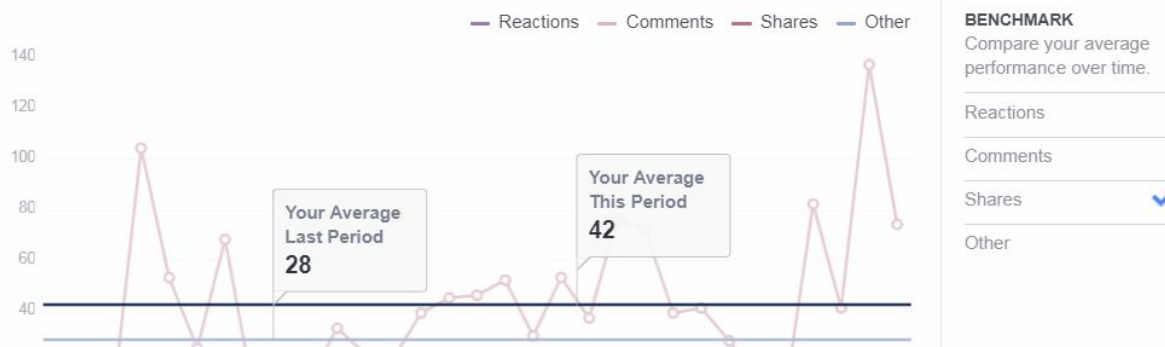 Reactions Comments Shares Other
140
120
100
80
60
40
Your Average
Last Period
28
Your Average
This Period
42
BENCHMARK
Compare your average
performance over time.
Reactions
Comments
Shares
Other